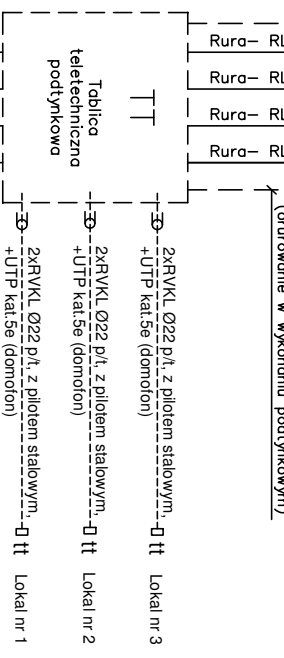 Rura— RL
Rura— RL
Rura— RL
Rura— RL
(orurowanie w wykonaniu podtynkowym)
TT
Tablica
teletechniczna
podtynkowa
2xRVKL Ø22 p/t, z pilotem stalowym,
+UTP kat.5e (domofon)
tt
Lokal nr 3
2xRVKL Ø22 p/t, z pilotem stalowym,
+UTP kat.5e (domofon)
tt
Lokal nr 2
2xRVKL Ø22 p/t, z pilotem stalowym,
+UTP kat.5e (domofon)
tt
Lokal nr 1